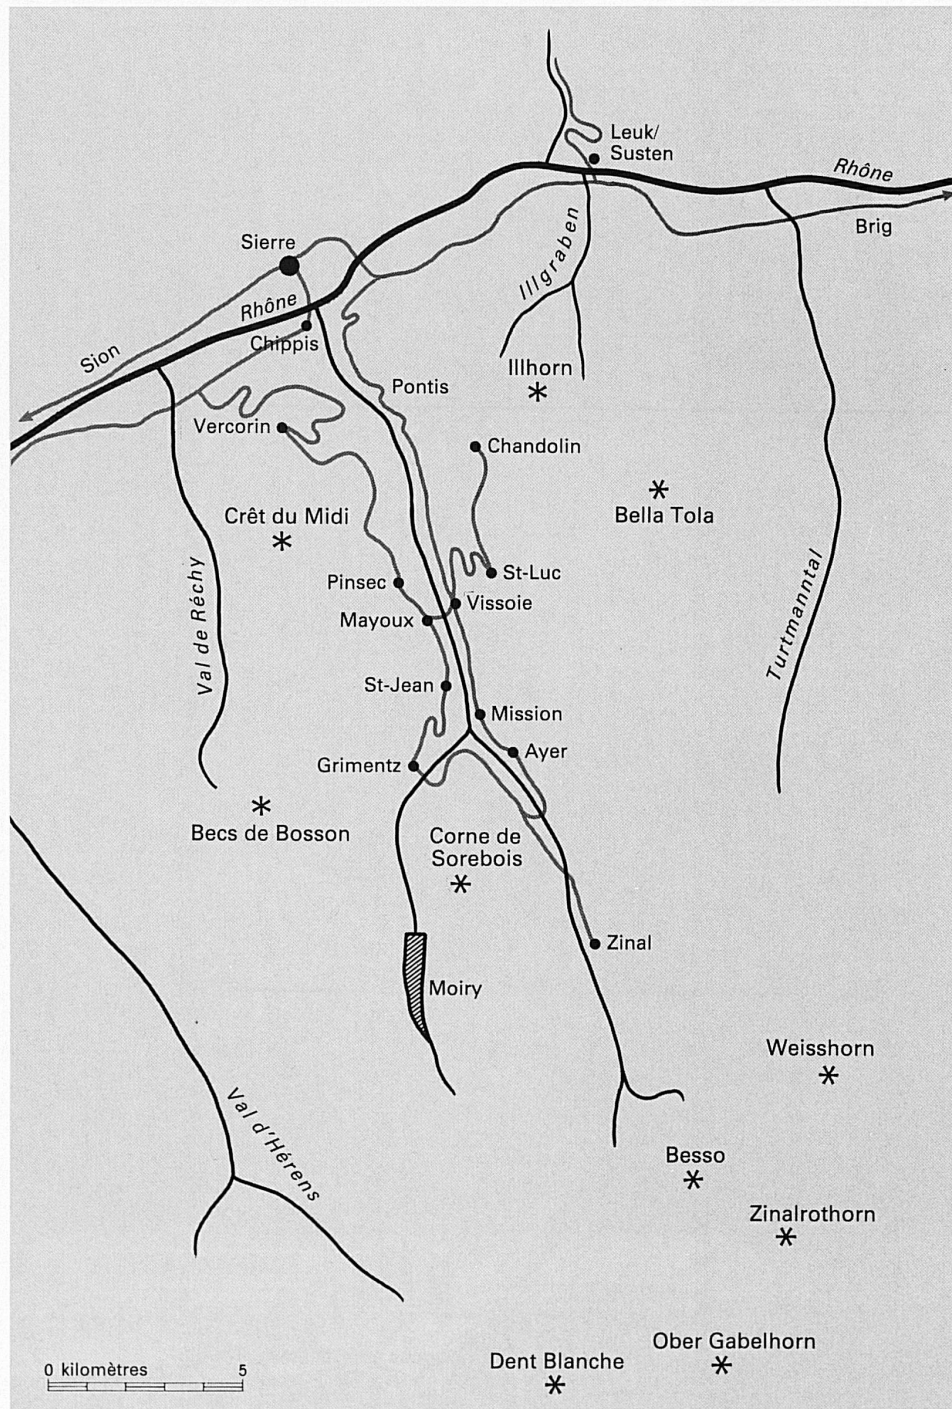 Leuk/
Susten
Rhône
Brig
Sierre
Illgraben
Rhône
Chippis
Sion
Illhorn
Pontis
Vercorin
Chandolin
Bella Tola
Crêt du Midi
St-Luc
Pinsec
Vissoie
Mayoux
Val de Réchy
Turtmanntal
St-Jean
Mission
Ayer
Grimentz
Becs de Bosson
Corne de
Sorebois
Zinal
Moiry
Weisshorn
Val d'Hérens
Besso
Zinalrothorn
Ober Gabelhorn
Dent Blanche
0 kilomètres 5